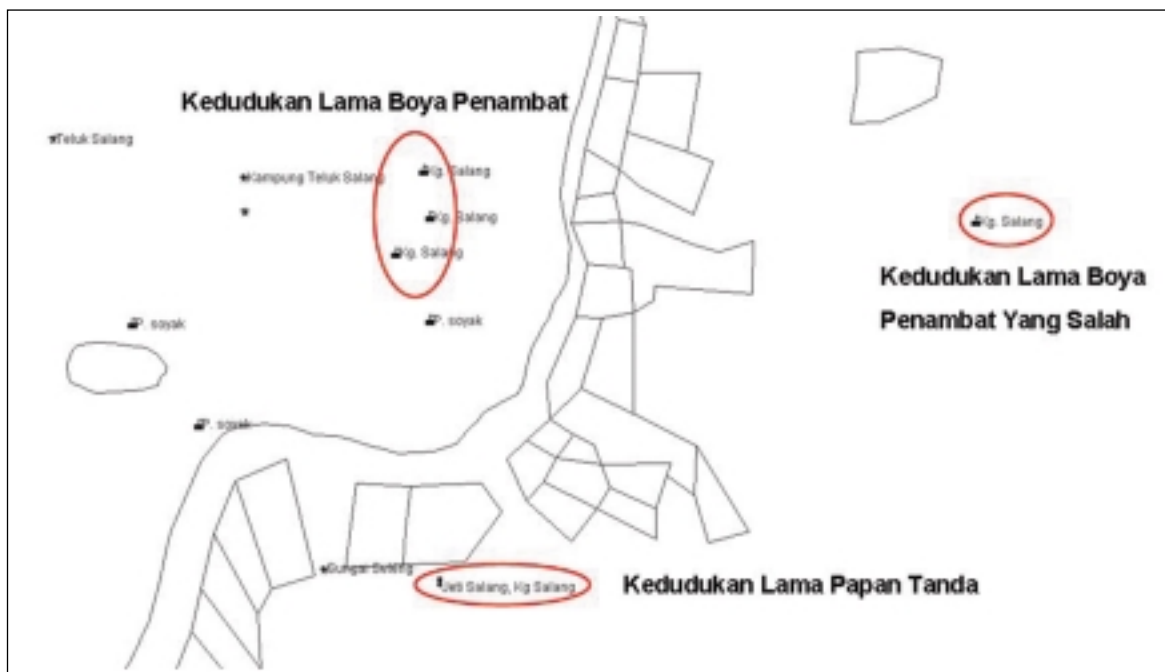 Kedudukan Lama Boya Penambat
Teluk Salang
Kg. Salang
Kampung Teluk Salang
Kg. Salang
Kg. Salang
Kg. Salang
Kedudukan Lama Boya
Penambat Yang Salah
P. soyak
P. soyak
P. soyak
Sungai
Jeti Salang, Kg Salang
Kedudukan Lama Papan Tanda